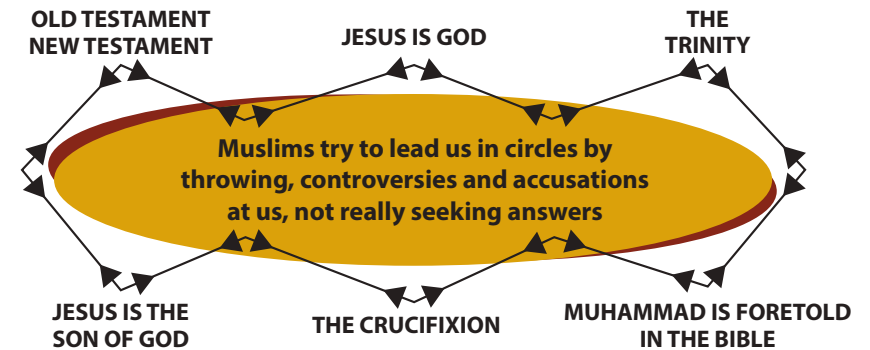 OLD TESTAMENT
NEW TESTAMENT
JESUS IS GOD
THE
TRINITY
Muslims try to lead us in circles by
throwing, controversies and accusations
at us, not really seeking answers
JESUS IS THE
SON OF GOD
THE CRUCIFIXION
MUHAMMAD IS FORETOLD
IN THE BIBLE